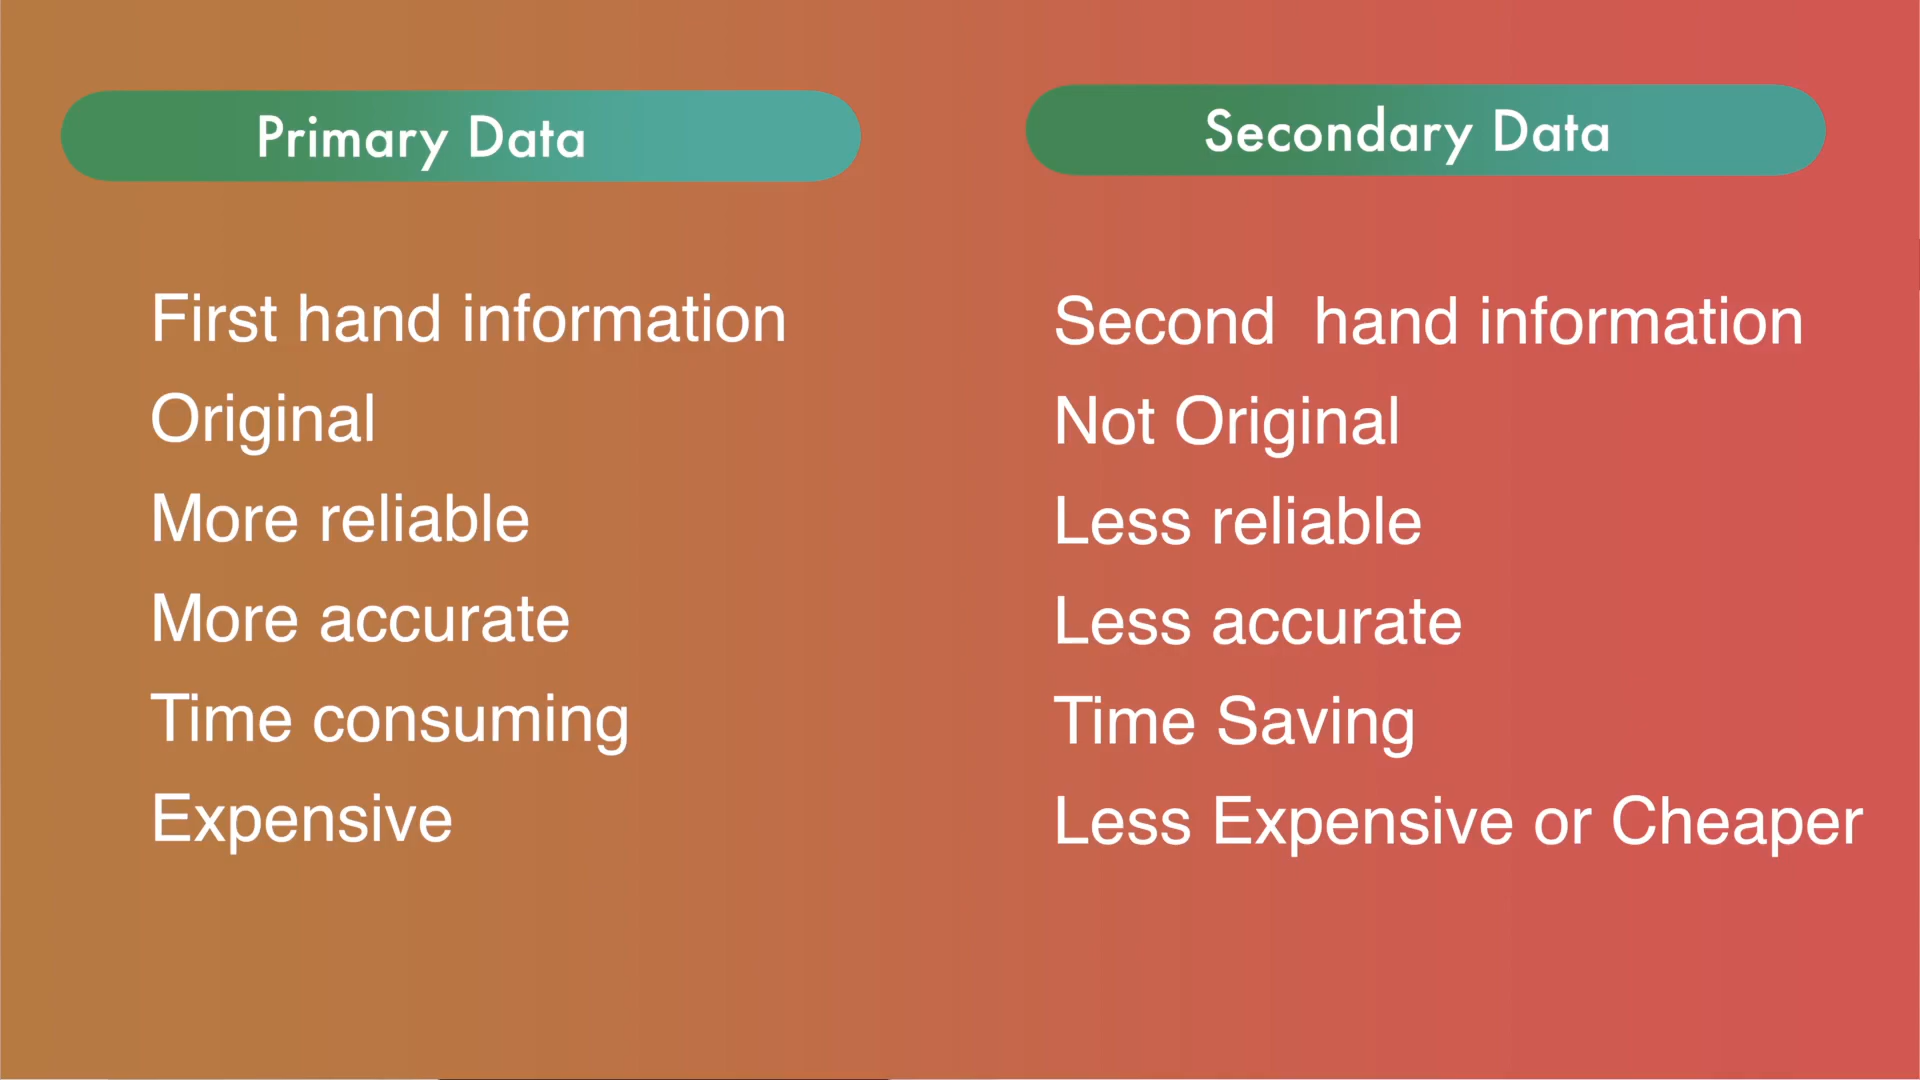 Primary Data
First hand information
Original
More reliable
More accurate
Time consuming
Expensive
Secondary Data
Second  hand information
Not Original
Less reliable
Less accurate
Time Saving
Less Expensive or Cheaper